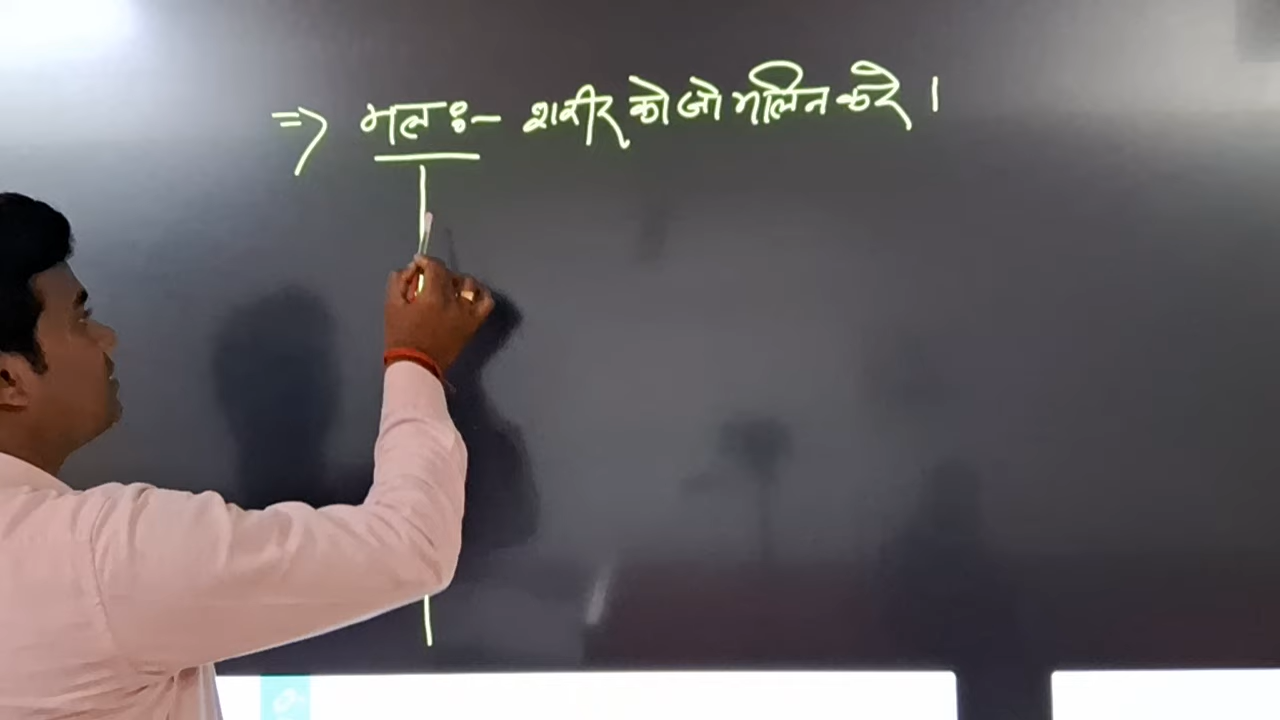 => मल :- शरीर को जो मलिन करे ।